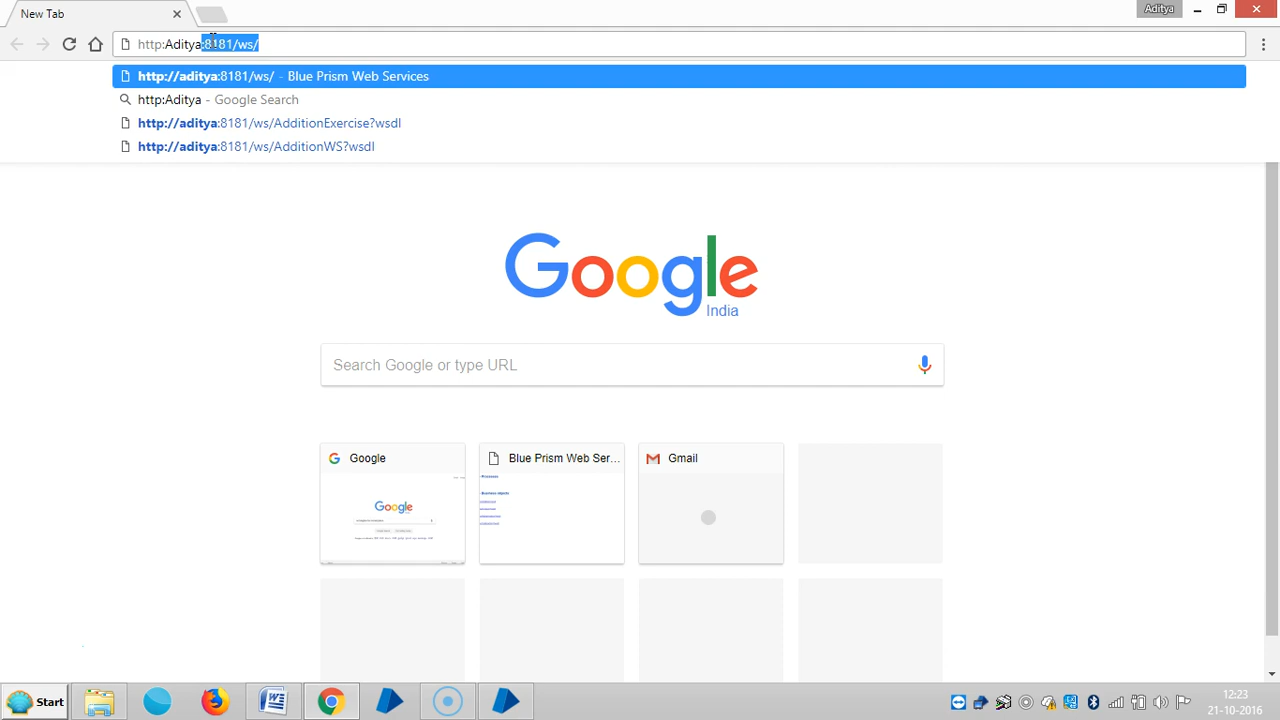 New Tab
Aditya
http:Aditya:8181/ws/
http://aditya:8181/ws/ - Blue Prism Web Services
http:Aditya - Google Search
http://aditya:8181/ws/AdditionExercise?wsdl
http://aditya:8181/ws/AdditionWS?wsdl
Google
India
Search Google or type URL
Google
Blue Prism Web Ser...
Gmail
Google
Start
12:23
21-10-2016